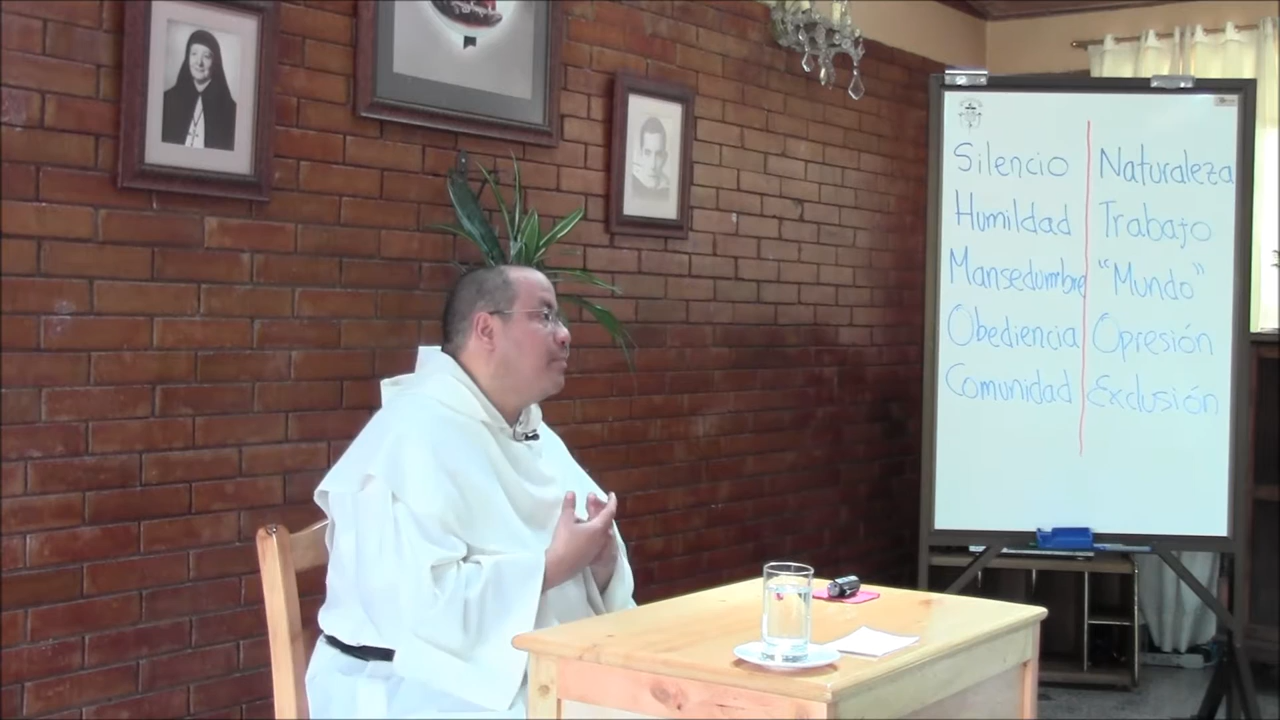 Silencio Naturaleza
Humildad Trabajo
Mansedumbre "Mundo"
Obediencia Opresión
Comunidad Exclusión